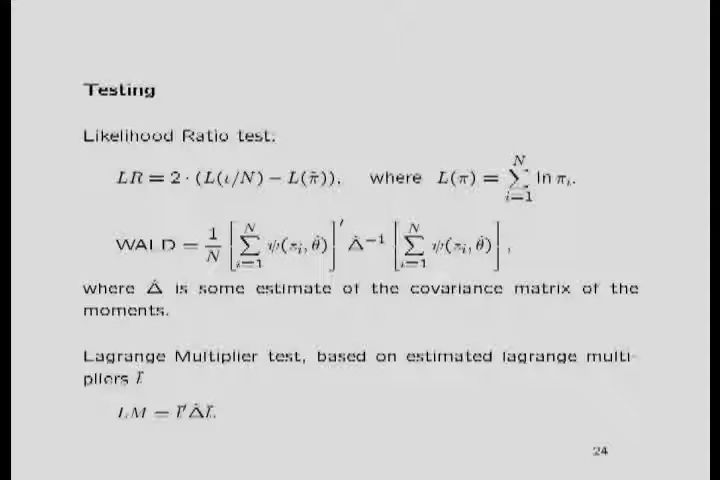 Testing
Likelihood Ratio test:
LR = 2 · (L(ι/N) − L(π̂)), where L(π) = ∑_{i=1}^{N} ln π_i.
WALD = \frac{1}{N} [∑_{i=1}^{N} ψ(z_i, θ̂)]′ Δ̂^{−1} [∑_{i=1}^{N} ψ(z_i, θ̂)],
where Δ̂ is some estimate of the covariance matrix of the
moments.
Lagrange Multiplier test, based on estimated lagrange multi-
pliers t̂:
LM = t̂′Δ̂t̂.
24